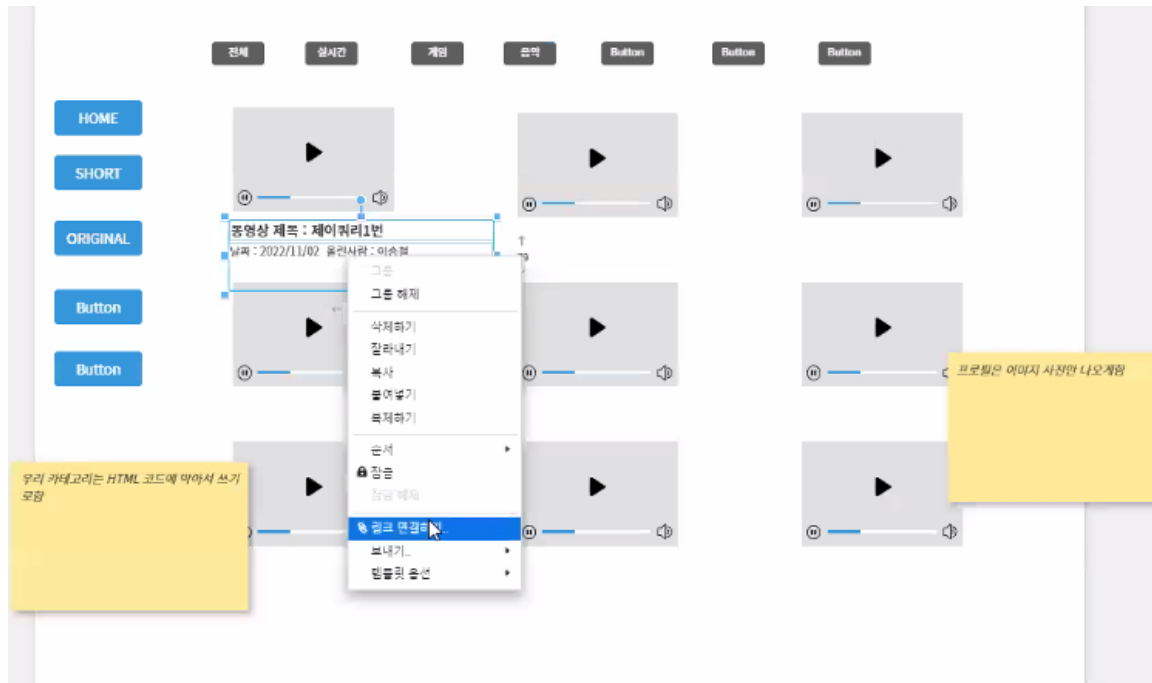 전체
실시간
게임
음악
Button
Button
Button
HOME
SHORT
ORIGINAL
Button
Button
동영상 제목 : 제이쿼리1번
날짜 : 2022/11/02 올린사람 : 이승철
그룹
그룹 해제
삭제하기
잘라내기
복사
붙여넣기
복제하기
순서
잠금
잠금 해제
링크 연결하기..
보내기..
템플릿 옵션
프로필은 이미지 사진만 나오게함
우리 카테고리는 HTML 코드에 박아서 쓰기
로함